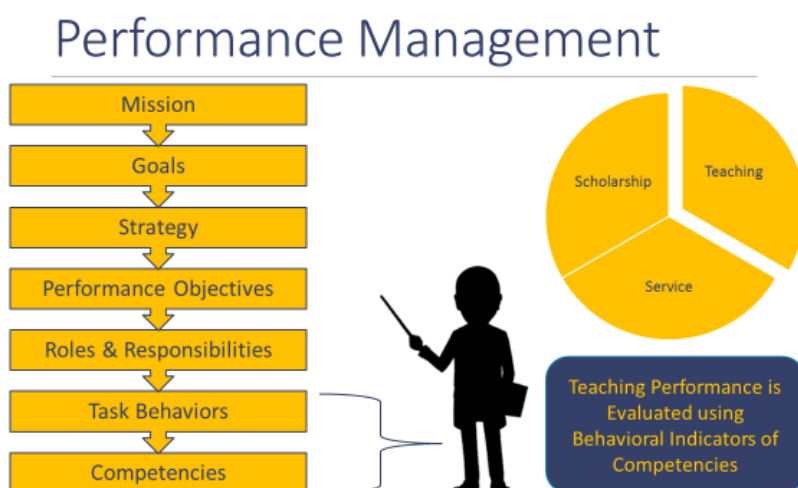 Performance Management
Mission
Goals
Strategy
Performance Objectives
Roles & Responsibilities
Task Behaviors
Competencies
Scholarship
Teaching
Service
Teaching Performance is
Evaluated using
Behavioral Indicators of
Competencies